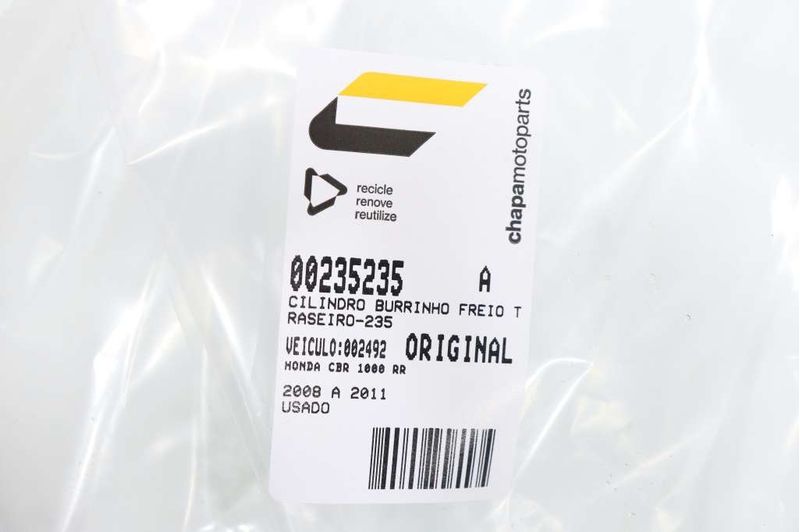 chapamotoparts
recicle
renove
reutilize
00235235 A
CILINDRO BURRINHO FREIO T
RASEIRO-235
VEICULO:002492 ORIGINAL
HONDA CBR 1000 RR
2008 A 2011
USADO